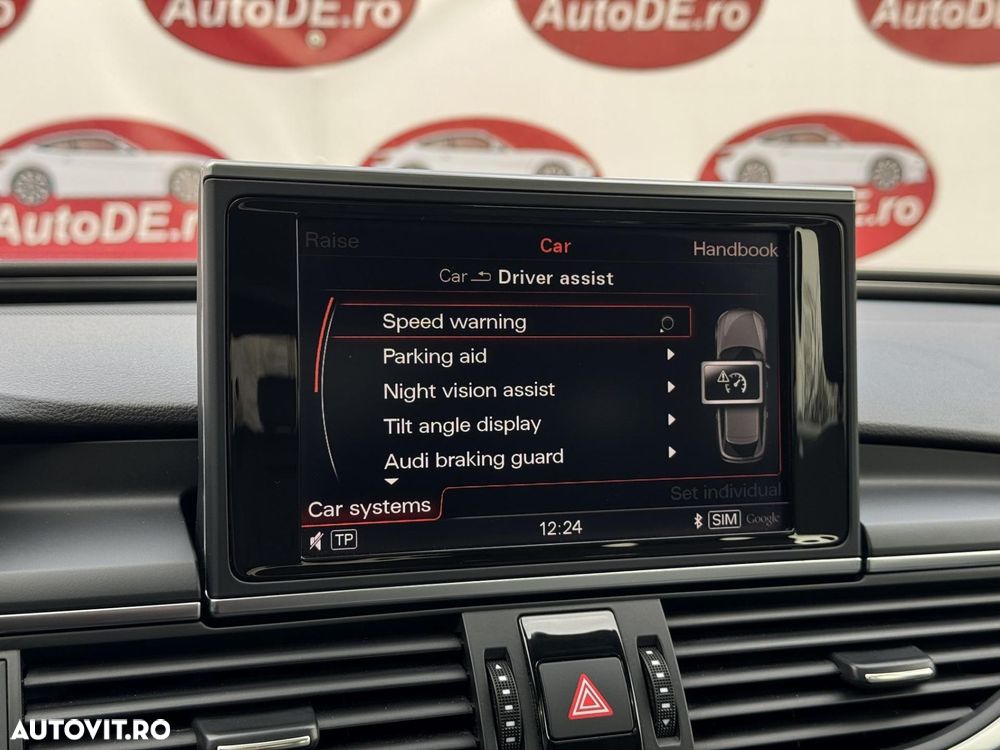 AutoDE.ro
AutoDE.ro
AutoDE.ro
AutoDE.r
AutoDE.ro
Raise
Car
Handbook
Car Driver assist
Speed warning
Parking aid
Night vision assist
Tilt angle display
Audi braking guard
Set individual
Car systems
TP
12:24
SIM Google
AUTOVIT.RO